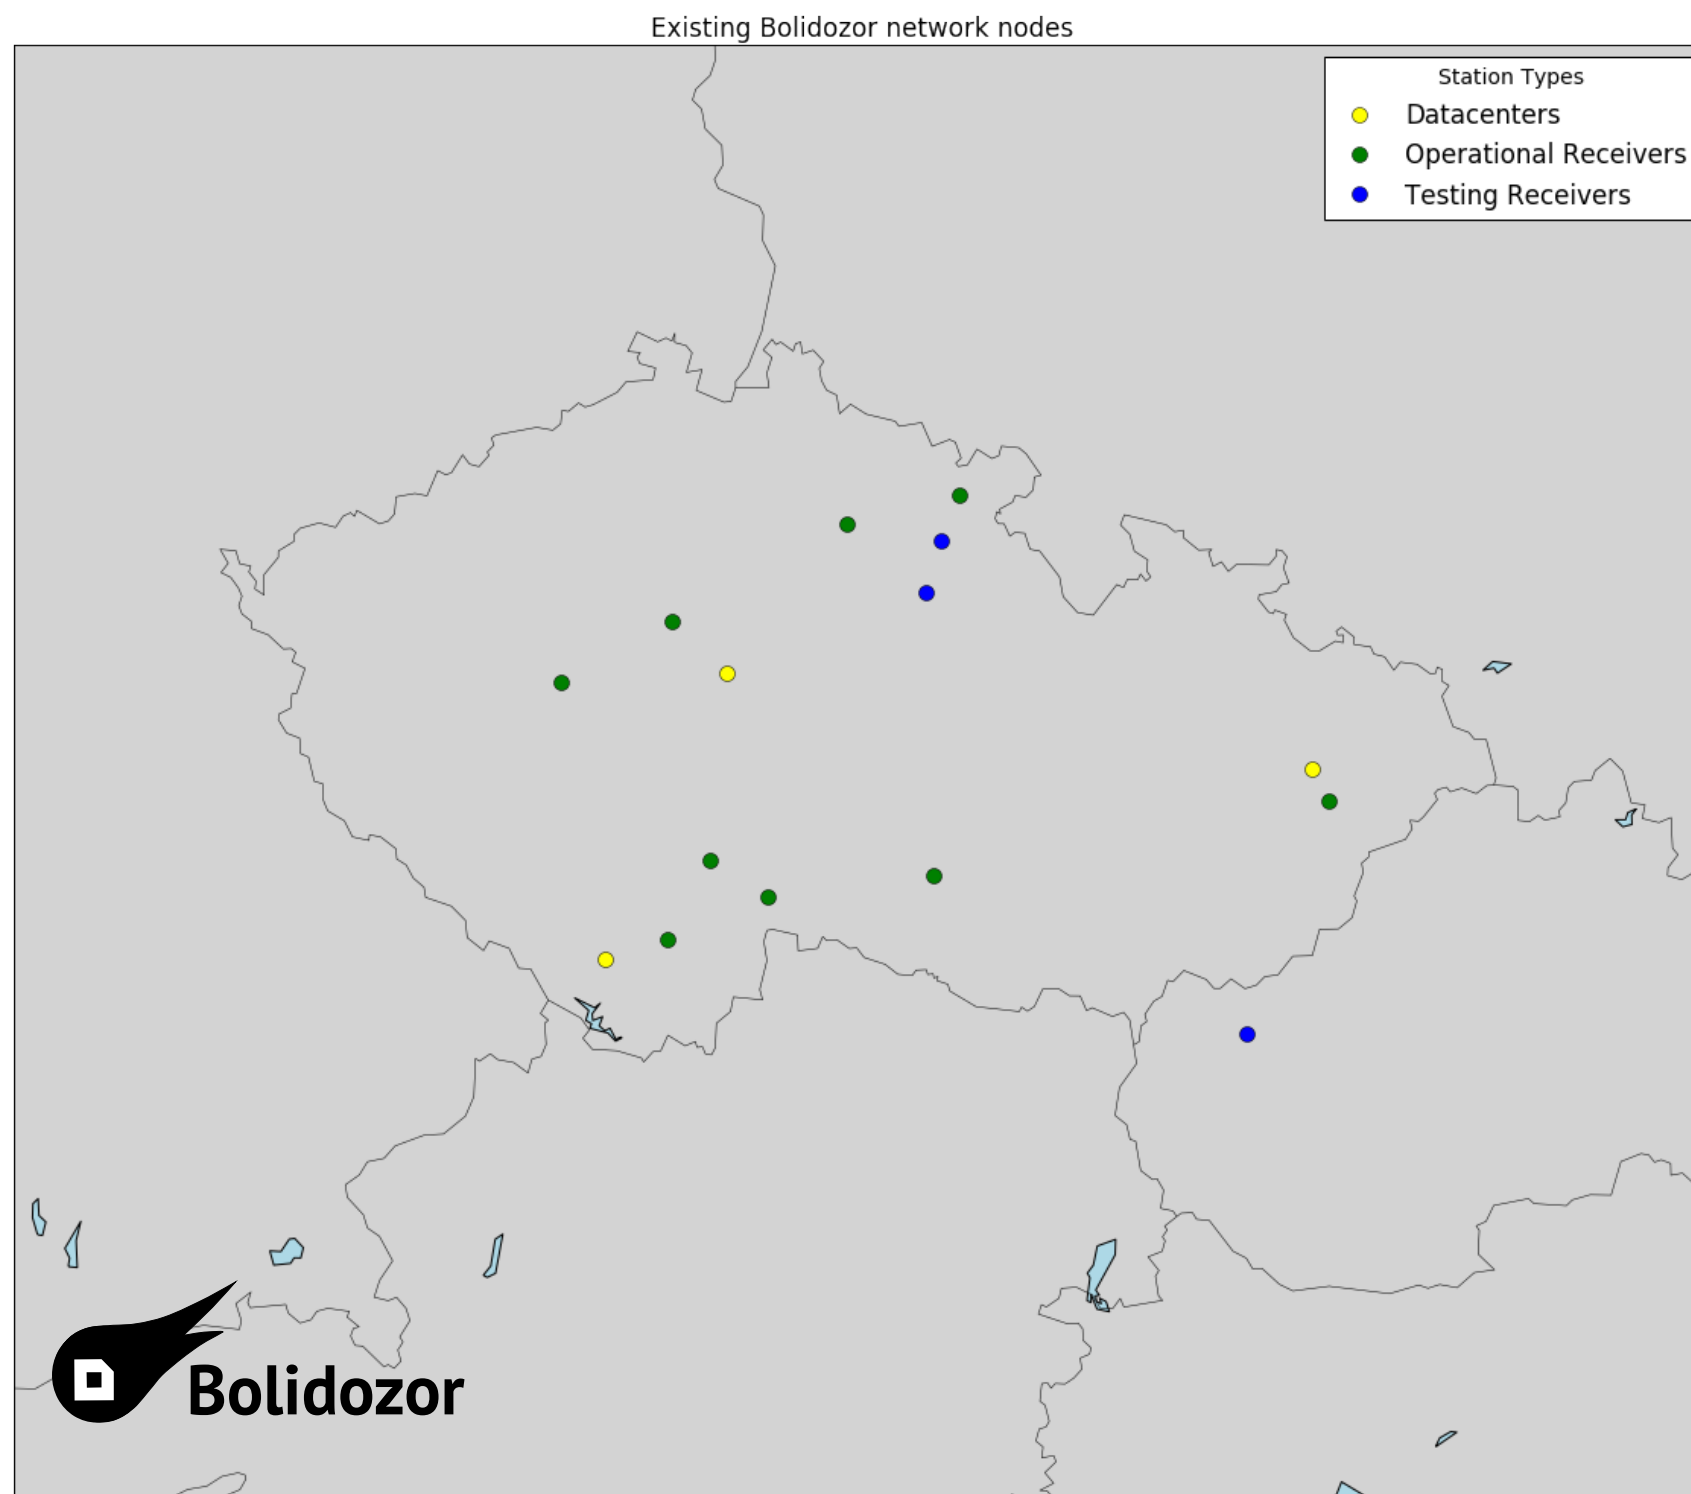 Existing Bolidozor network nodes
Station Types
Datacenters
Operational Receivers
Testing Receivers
Bolidozor